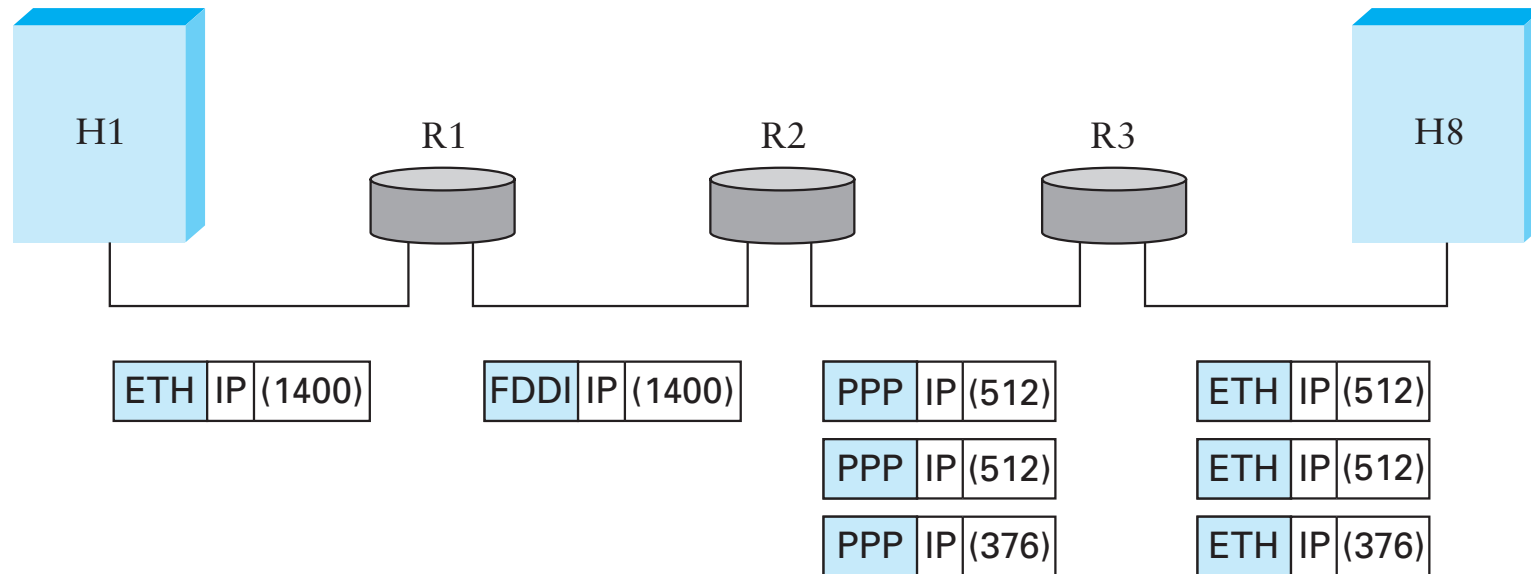 H1
R1
R2
R3
H8
ETH IP (1400)
FDDI IP (1400)
PPP IP (512)
ETH IP (512)
PPP IP (512)
ETH IP (512)
PPP IP (376)
ETH IP (376)